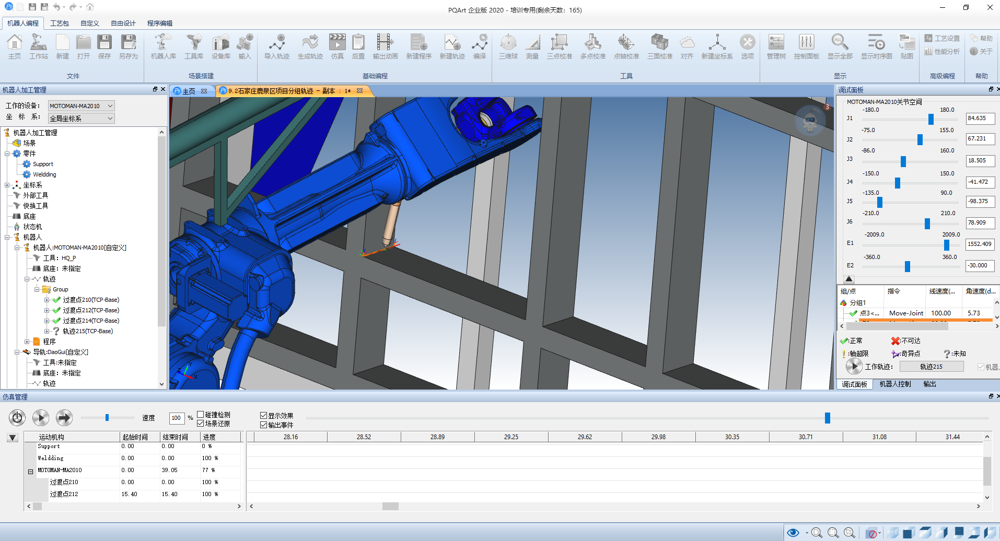 PQArt 企业版 2020 - 培训专用(剩余天数：165)
机器人编程 工艺包 自定义 自由设计 程序编辑
主页 工作站 新建 打开 保存 另存为 机器人库 工具库 设备库 输入 导入轨迹 生成轨迹 仿真 后置 输出动画 新建程序 新建轨迹 编译 三维球 测量 三点校准 多点校准 点轴校准 三面校准 对齐 新建坐标系 选项 管理树 控制面板 显示全部 显示时序图 贴图
工艺设置 帮助
性能分析 关于
文件 场景搭建 基础编程 工具 显示 高级编程 帮助
机器人加工管理
工作的设备： MOTOMAN-MA2010
坐 标 系： 全局坐标系
机器人加工管理
场景
零件
Support
Weldding
坐标系
外部工具
快换工具
底座
状态机
机器人
机器人:MOTOMAN-MA2010[自定义]
工具：HQ_P
底座：未指定
轨迹
Group
过渡点210(TCP-Base)
过渡点212(TCP-Base)
过渡点214(TCP-Base)
轨迹215(TCP-Base)
程序
导轨:DaoGui[自定义]
工具:未指定
底座：未指定
轨迹
主页 9.2石家庄鹿泉区项目分组轨迹 - 副本 : 1*
3
Z Y X
调试面板
MOTOMAN-MA2010关节空间
-180.0 180.0
J1 84.635
-75.0 155.0
J2 67.231
-86.0 160.0
J3 18.505
-150.0 150.0
J4 -41.472
-135.0 90.0
J5 -98.375
-210.0 210.0
J6 78.909
-2009.0 2009.0
E1 1552.409
-360.0 360.0
E2 -30.000
组/点 指令 线速度(... 角速度(d...
分组1
点3<... Move-Joint 100.00 5.73
:正常 :不可达
:轴超限 :奇异点 :未知
工作轨迹： 轨迹215 机器
调试面板 机器人控制 输出
仿真管理
速度 100 % 碰撞检测 场景还原 显示效果 输出事件
运动机构 起始时间 结束时间 进度 28.16 28.52 28.89 29.25 29.62 29.98 30.35 30.71 31.08 31.44
Support 0.00 0.00 0 %
Weldding 0.00 0.00 100 %
MOTOMAN-MA2010 0.00 39.05 77 %
过渡点210 0.00 0.00 100 %
过渡点212 15.40 15.40 100 %